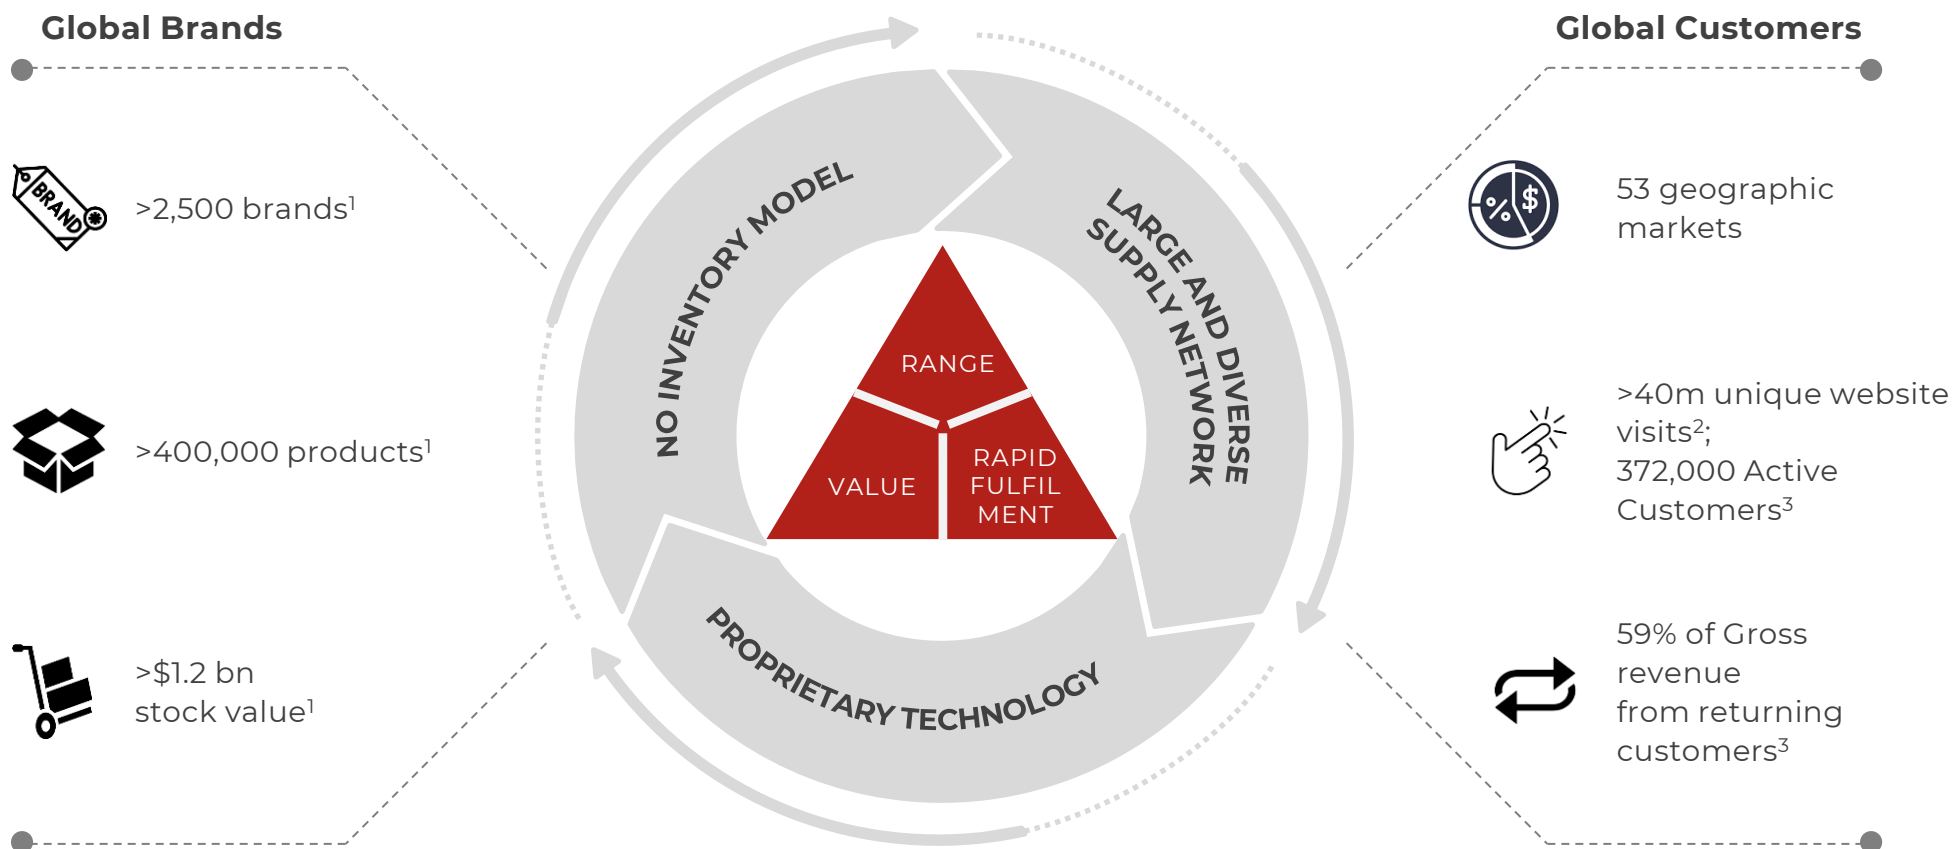 Global Brands
BRAND
>2,500 brands¹
>400,000 products¹
>$1.2 bn
stock value¹
NO INVENTORY MODEL
LARGE AND DIVERSE
SUPPLY NETWORK
PROPRIETARY TECHNOLOGY
RANGE
VALUE
RAPID
FULFIL
MENT
Global Customers
% $
53 geographic
markets
>40m unique website
visits²;
372,000 Active
Customers³
59% of Gross
revenue
from returning
customers³